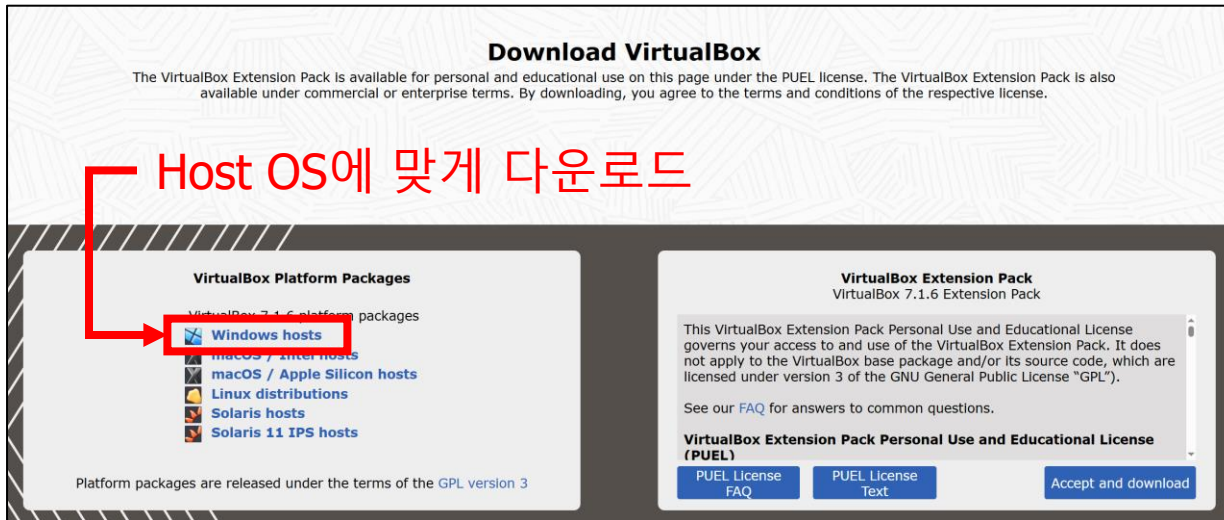 Download VirtualBox
The VirtualBox Extension Pack is available for personal and educational use on this page under the PUEL license. The VirtualBox Extension Pack is also
available under commercial or enterprise terms. By downloading, you agree to the terms and conditions of the respective license.
Host OS에 맞게 다운로드
VirtualBox Platform Packages
VirtualBox 7.1.6 platform packages
Windows hosts
macOS / Intel hosts
macOS / Apple Silicon hosts
Linux distributions
Solaris hosts
Solaris 11 IPS hosts
Platform packages are released under the terms of the GPL version 3
VirtualBox Extension Pack
VirtualBox 7.1.6 Extension Pack
This VirtualBox Extension Pack Personal Use and Educational License
governs your access to and use of the VirtualBox Extension Pack. It does
not apply to the VirtualBox base package and/or its source code, which are
licensed under version 3 of the GNU General Public License “GPL”).
See our FAQ for answers to common questions.
VirtualBox Extension Pack Personal Use and Educational License
(PUEL)
PUEL License
FAQ
PUEL License
Text
Accept and download